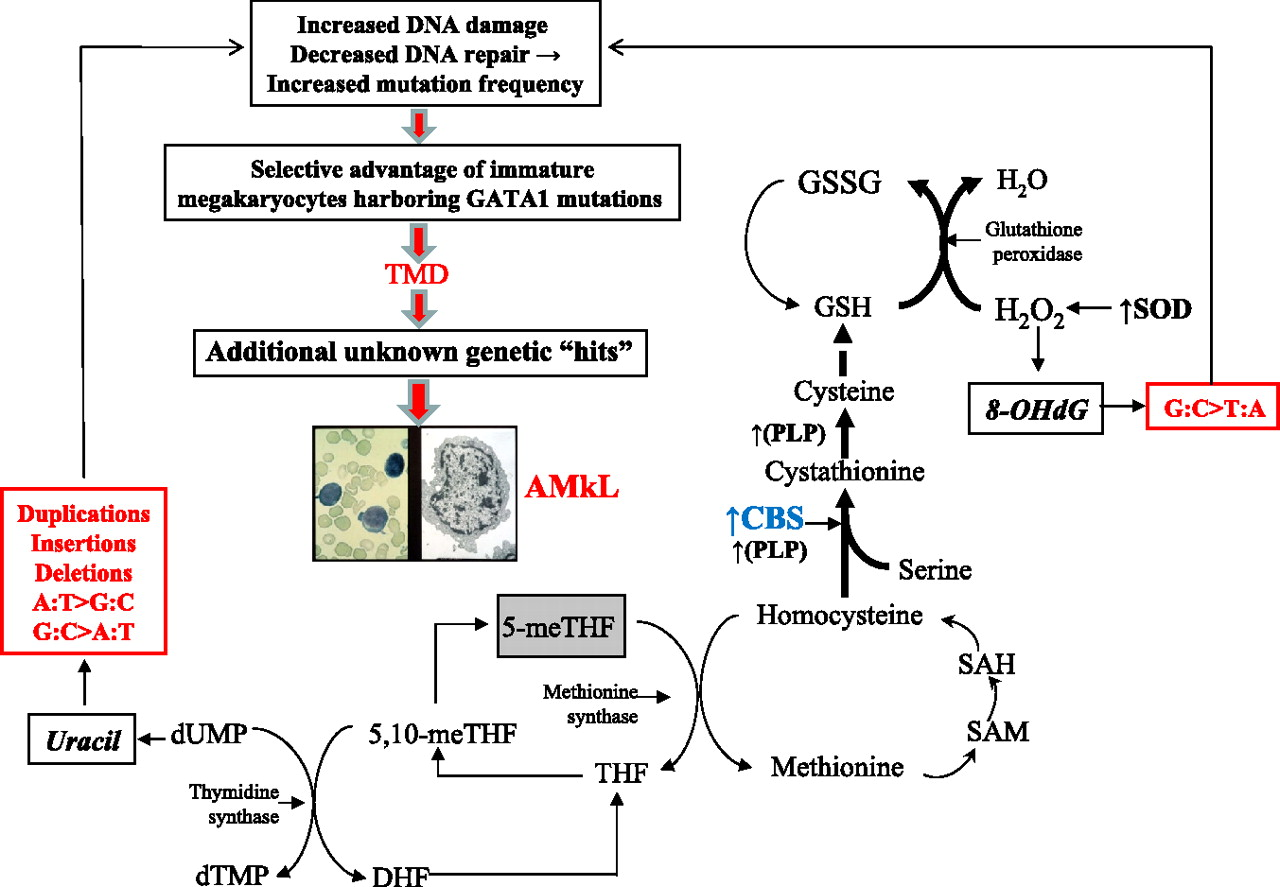 Increased DNA damage
Decreased DNA repair →
Increased mutation frequency
Selective advantage of immature
megakaryocytes harboring GATA1 mutations
TMD
Additional unknown genetic “hits”
AMkL
GSSG
H₂O
Glutathione
peroxidase
GSH
H₂O₂
↑SOD
Cysteine
8-OHdG
G:C>T:A
↑(PLP)
Cystathionine
↑CBS
↑(PLP)
Serine
Homocysteine
Duplications
Insertions
Deletions
A:T>G:C
G:C>A:T
5-meTHF
SAH
Methionine
synthase
SAM
Uracil
dUMP
5,10-meTHF
THF
Methionine
Thymidine
synthase
dTMP
DHF